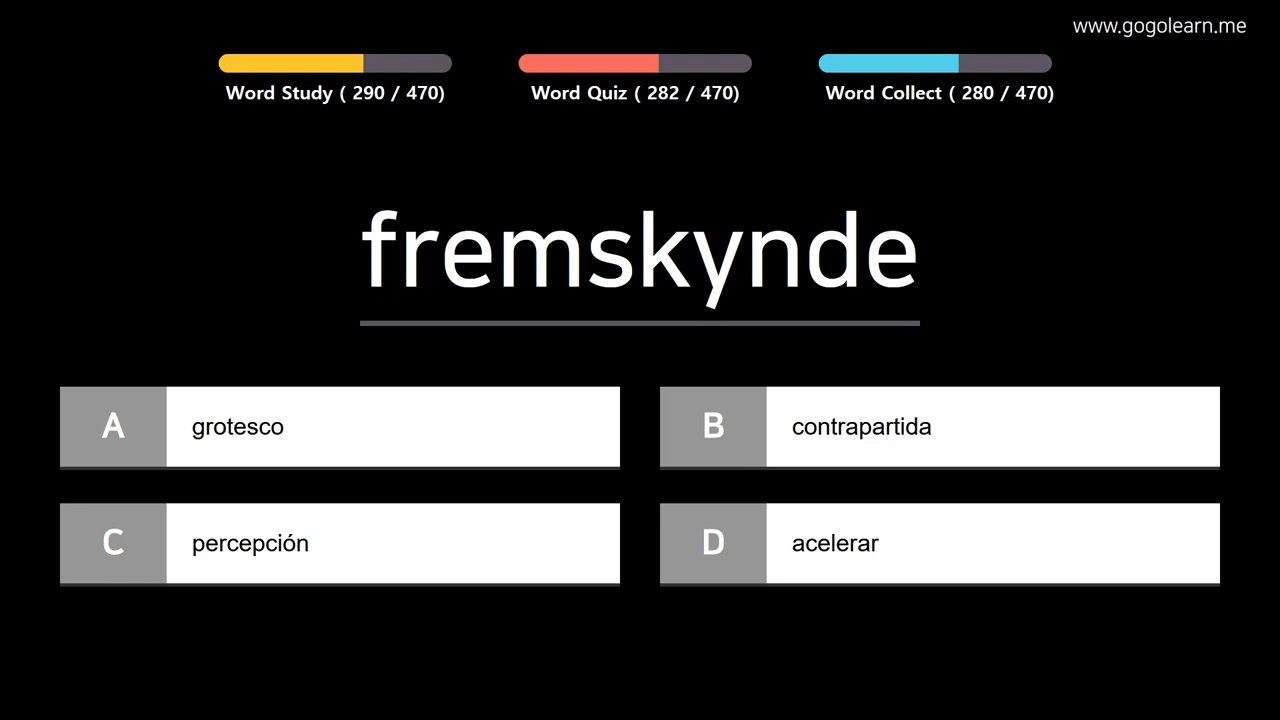 www.gogolearn.me
Word Study ( 290 / 470)
Word Quiz ( 282 / 470)
Word Collect ( 280 / 470)
fremskynde
A grotesco
B contrapartida
C percepción
D acelerar